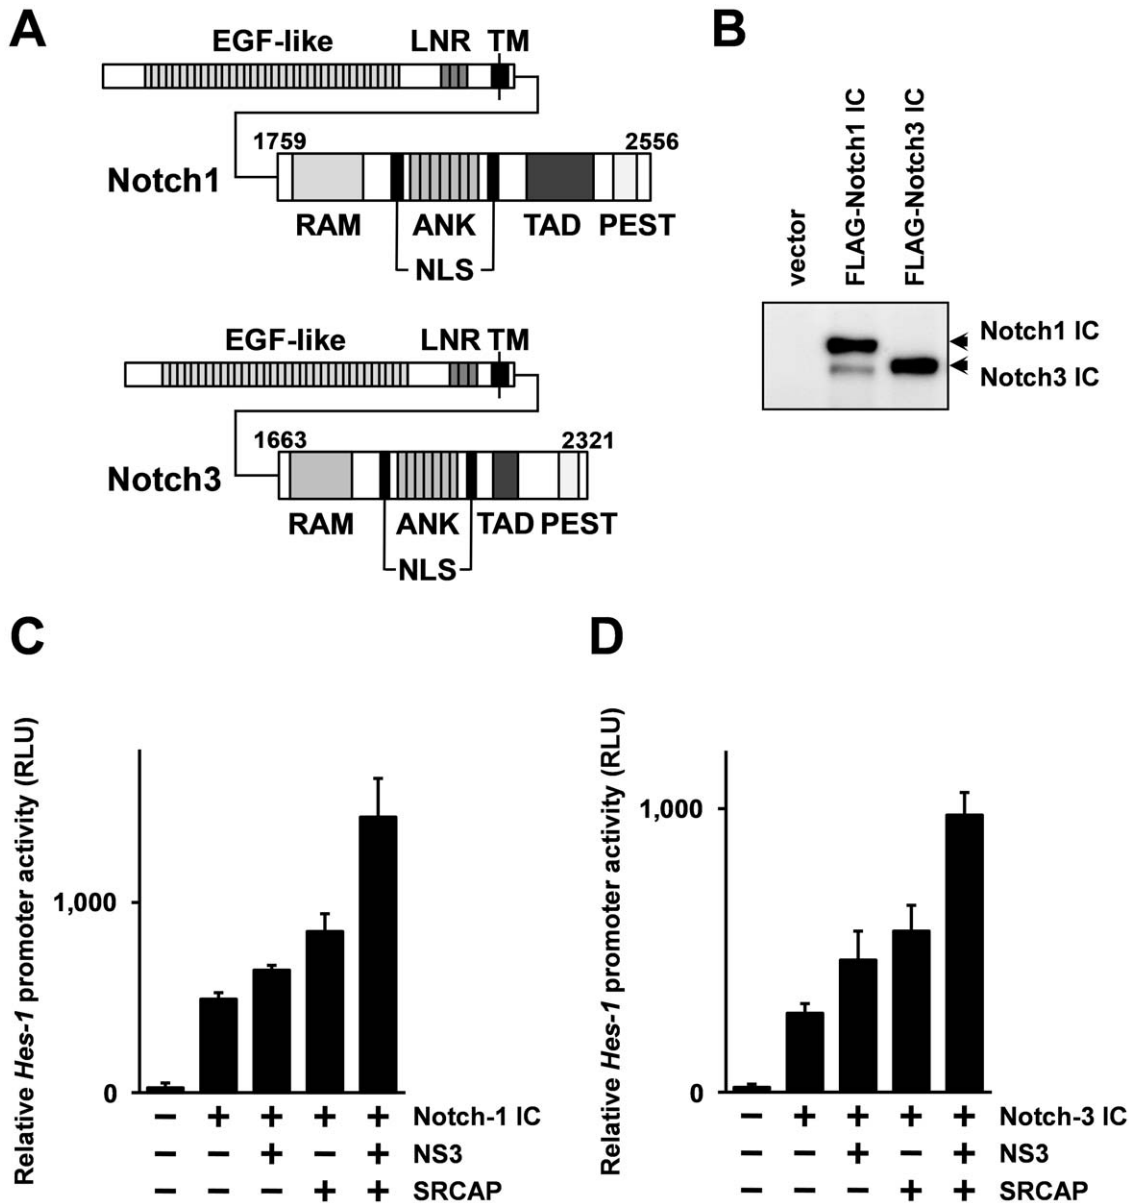 A
EGF-like LNR TM
1759 2556
Notch1
RAM ANK TAD PEST
NLS
EGF-like LNR TM
1663 2321
Notch3
RAM ANK TAD PEST
NLS
B
vector
FLAG-Notch1 IC
FLAG-Notch3 IC
Notch1 IC
Notch3 IC
C
Relative Hes-1 promoter activity (RLU)
1,000
0
− + + + + Notch-1 IC
− − + − + NS3
− − − + + SRCAP
D
Relative Hes-1 promoter activity (RLU)
1,000
0
− + + + + Notch-3 IC
− − + − + NS3
− − − + + SRCAP